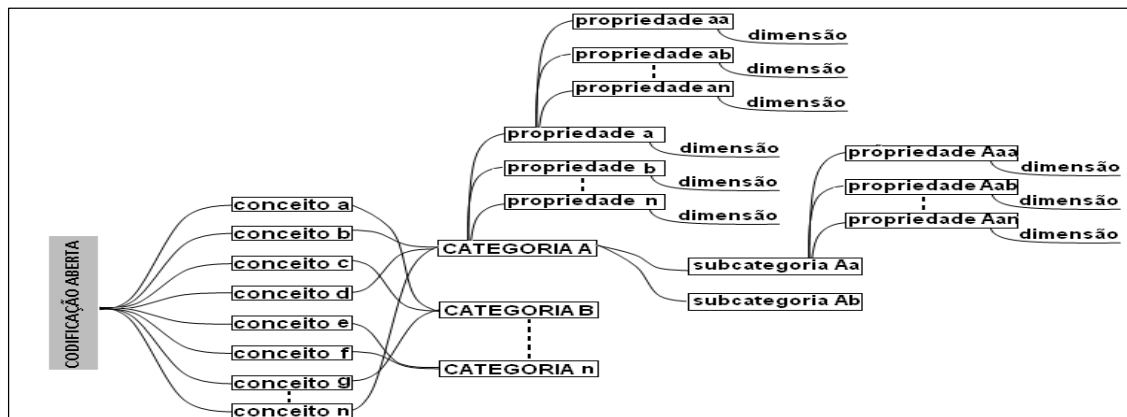 CODIFICAÇÃO ABERTA
conceito a
conceito b
conceito c
conceito d
conceito e
conceito f
conceito g
conceito n
CATEGORIA A
CATEGORIA B
CATEGORIA n
propriedade aa
dimensão
propriedade ab
dimensão
propriedade an
dimensão
propriedade a
dimensão
propriedade b
dimensão
propriedade n
dimensão
subcategoria Aa
subcategoria Ab
propriedade Aaa
dimensão
propriedade Aab
dimensão
propriedade Aan
dimensão